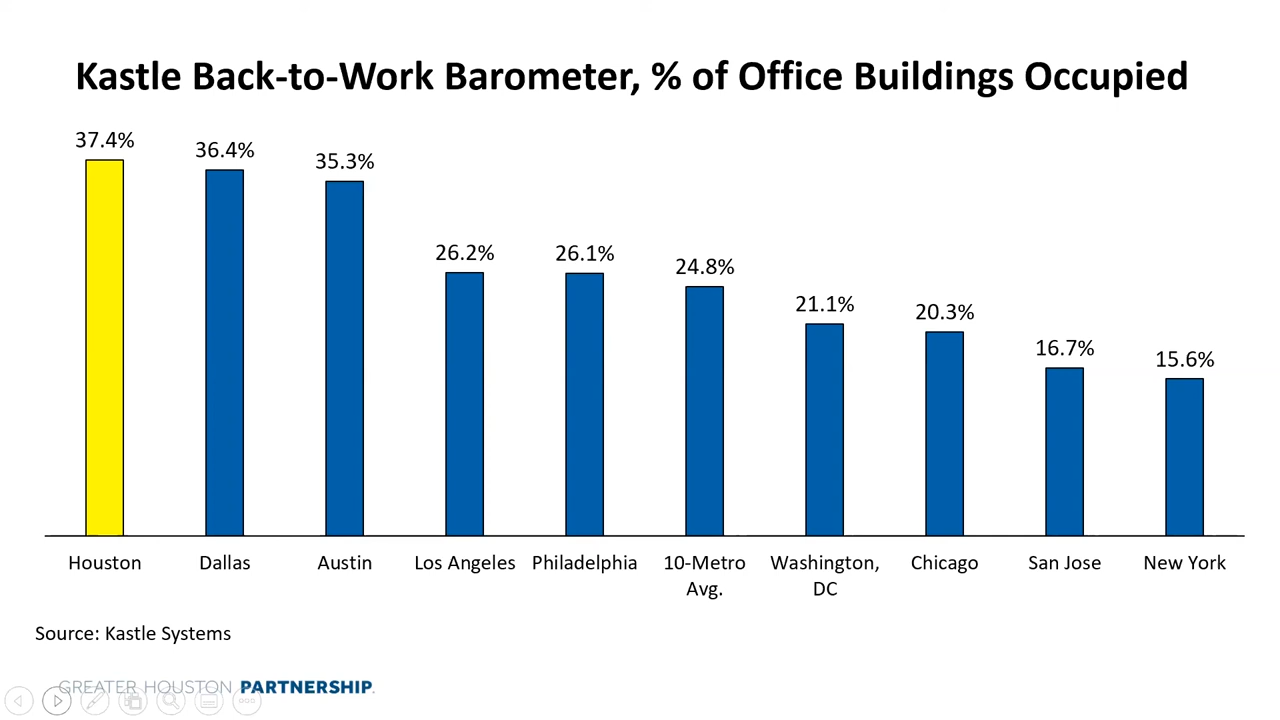 Kastle Back-to-Work Barometer, % of Office Buildings Occupied
37.4%
36.4%
35.3%
26.2%
26.1%
24.8%
21.1%
20.3%
16.7%
15.6%
Houston
Dallas
Austin
Los Angeles
Philadelphia
10-Metro
Avg.
Washington,
DC
Chicago
San Jose
New York
Source: Kastle Systems
GREATER HOUSTON PARTNERSHIP.